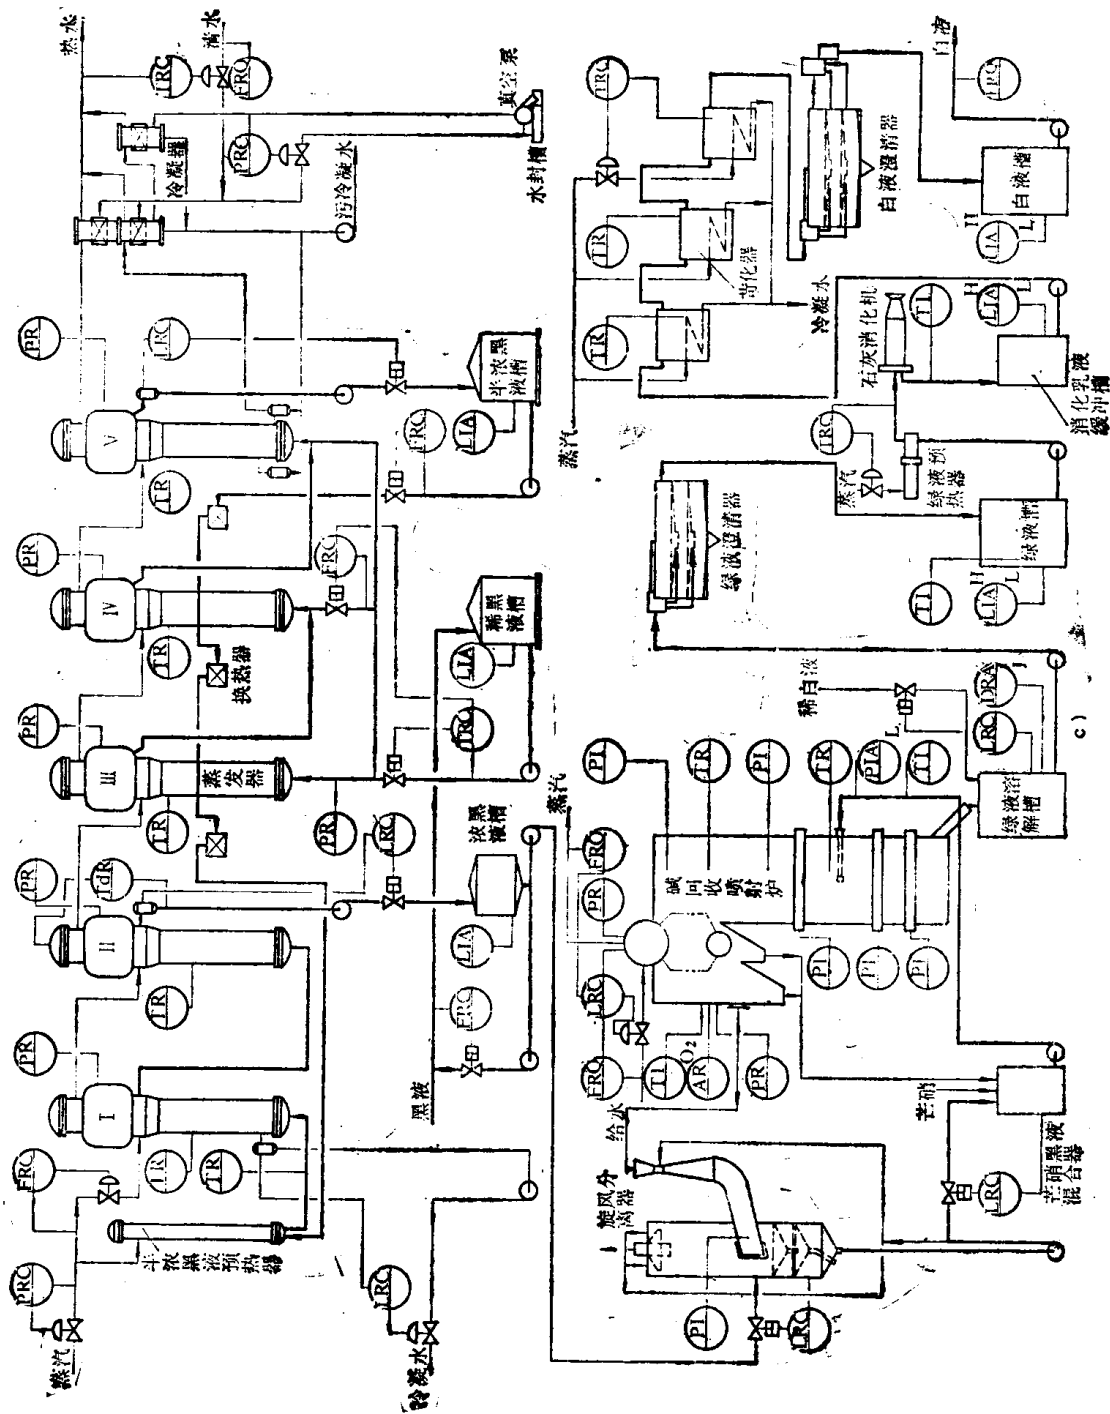 热水
清水
PRC
FRC
PR
PR
PR
PR
PR
TRC
蒸汽
TdR
I
II
III
IV
V
LRC
FRC
冷凝器
PRC
TR
TR
TR
TR
TR
TR
半浓黑液预热器
蒸发器
换热器
PR
LRC
FRC
污冷凝水
真空泵
水封槽
LRC
冷凝水
黑液
FRC
LIA
浓黑
液槽
TRC
LIA
稀黑
液槽
FRC
LIA
半浓黑
液槽
蒸汽
FRC
PR
LRC
FRC
PI
TR
PI
TR
PIA
TI
碱回收喷射炉
给水
TI
AR
O₂
PR
PI
PI
PI
旋风分
离器
PI
LRC
芒硝
LRC
芒硝黑液
混合器
稀白液
L
LRC
DRA
绿液溶
解槽
绿液澄清器
TI
LIA
H
L
绿液槽
蒸汽
TRC
绿液预
热器
石灰消化机
TI
LIA
H
L
消化乳液
缓冲槽
蒸汽
TR
TR
TRC
苛化器
冷凝水
白液澄清器
LIA
H
L
白液槽
白液
c)